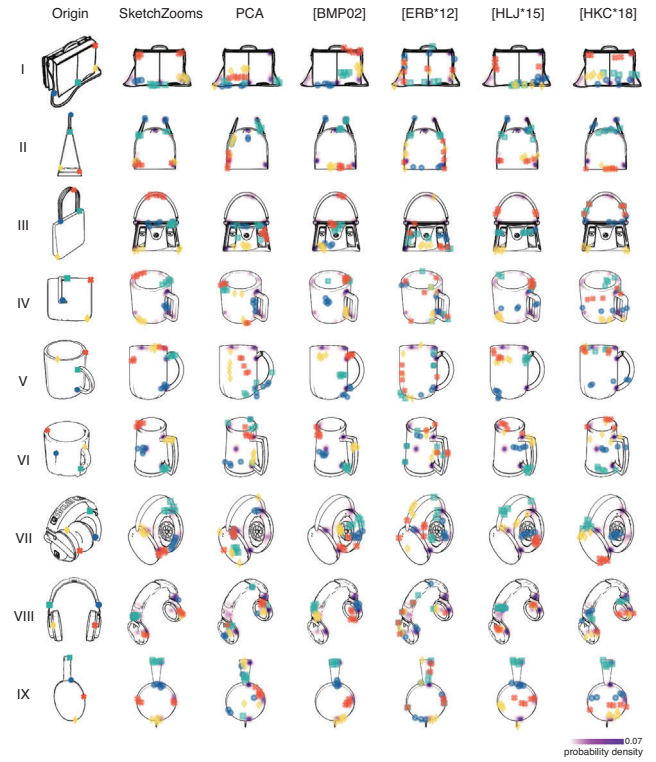 Origin SketchZooms PCA [BMP02] [ERB*12] [HLJ*15] [HKC*18]
I
II
III
IV
V
VI
VII
VIII
IX
0.07
probability density